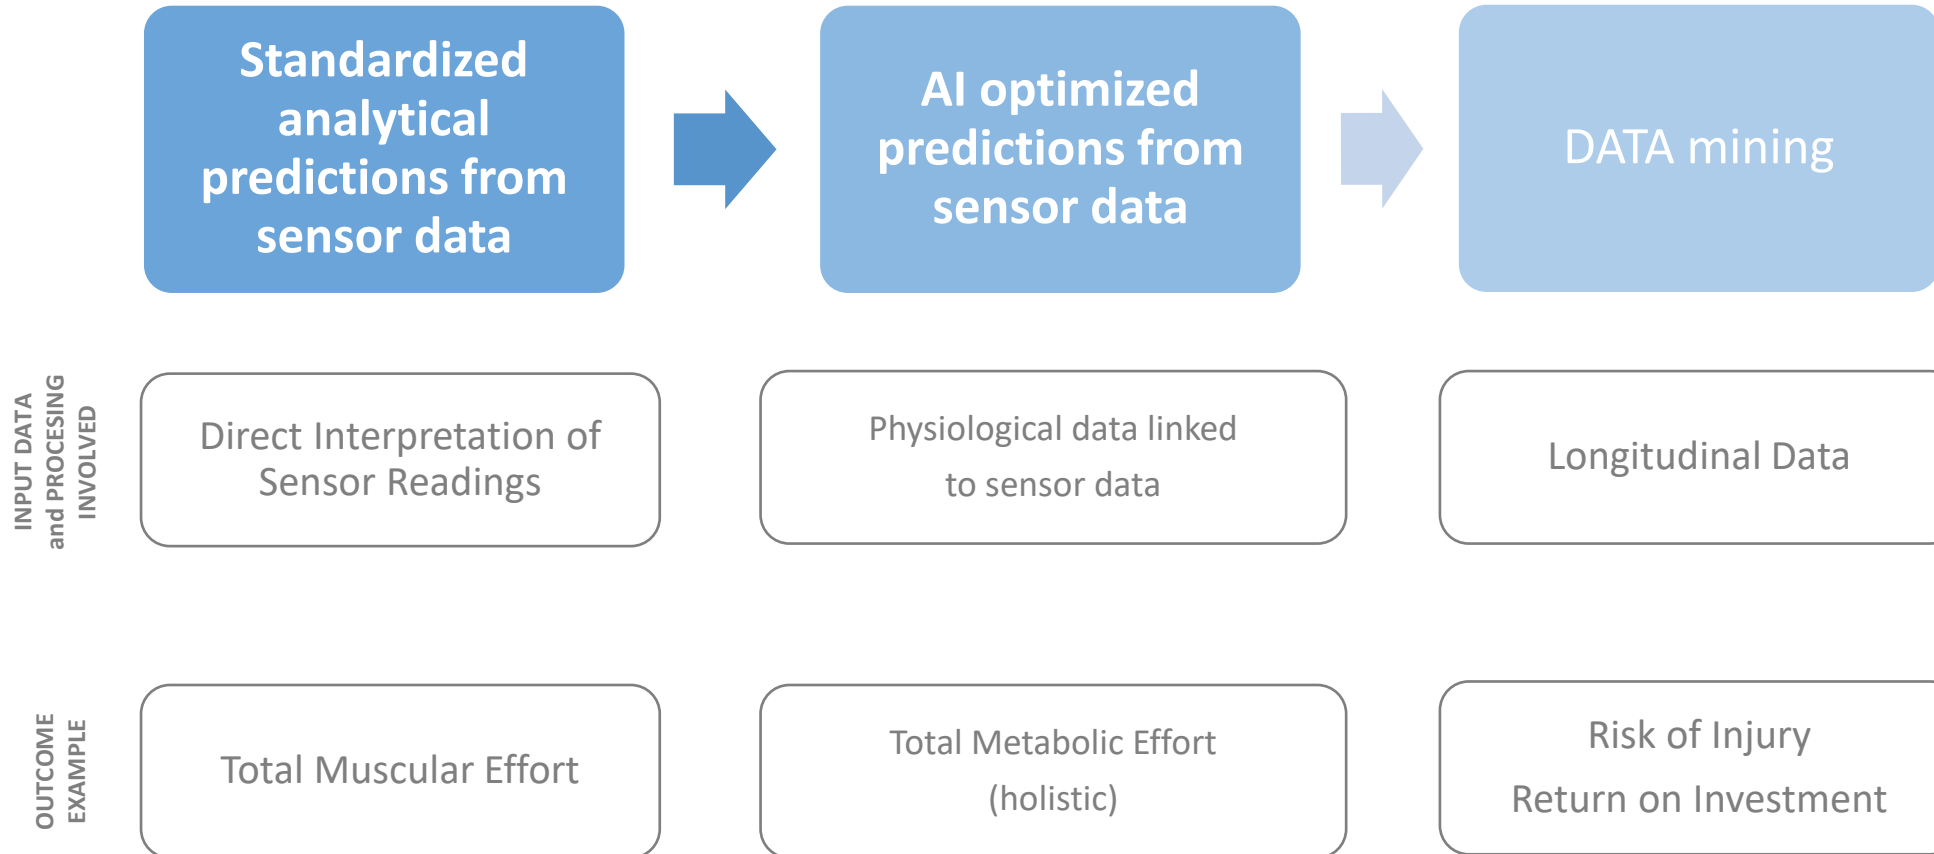 Standardized
analytical
predictions from
sensor data
AI optimized
predictions from
sensor data
DATA mining
INPUT DATA
and PROCESING
INVOLVED
Direct Interpretation of
Sensor Readings
Physiological data linked
to sensor data
Longitudinal Data
OUTCOME
EXAMPLE
Total Muscular Effort
Total Metabolic Effort
(holistic)
Risk of Injury
Return on Investment